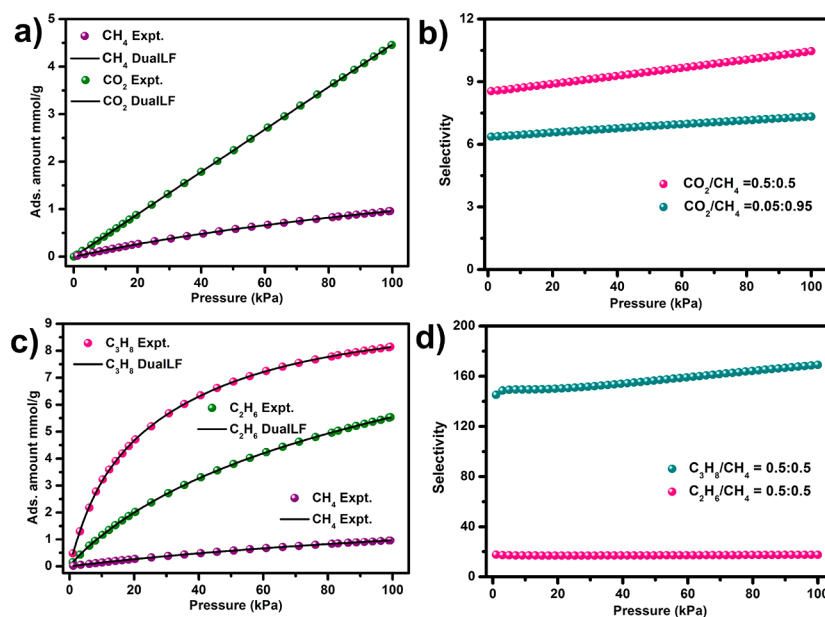 a)
5
4
3
2
1
0
Ads. amount mmol/g
CH₄ Expt.
CH₄ DualLF
CO₂ Expt.
CO₂ DualLF
0 20 40 60 80 100
Pressure (kPa)
b)
12
9
6
3
0
Selectivity
CO₂/CH₄ =0.5:0.5
CO₂/CH₄ =0.05:0.95
0 20 40 60 80 100
Pressure (kPa)
c)
9
8
7
6
5
4
3
2
1
0
Ads. amount mmol/g
C₃H₈ Expt.
C₃H₈ DualLF
C₂H₆ Expt.
C₂H₆ DualLF
CH₄ Expt.
CH₄ Expt.
0 20 40 60 80 100
Pressure (kPa)
d)
200
160
120
80
40
0
Selectivity
C₃H₈/CH₄ = 0.5:0.5
C₂H₆/CH₄ = 0.5:0.5
0 20 40 60 80 100
Pressure (kPa)